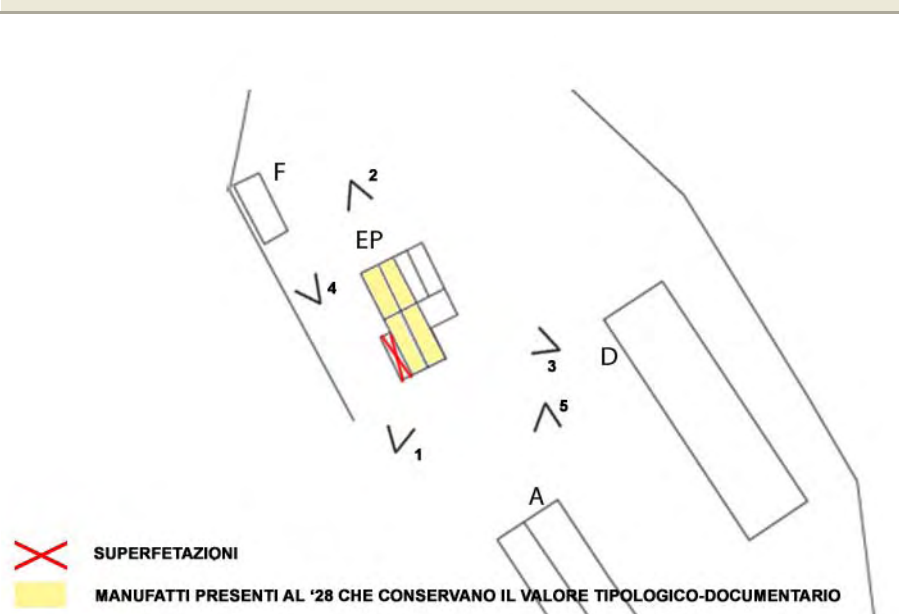 F
2
EP
4
3
D
5
1
A
SUPERFETAZIONI
MANUFATTI PRESENTI AL ‘28 CHE CONSERVANO IL VALORE TIPOLOGICO-DOCUMENTARIO